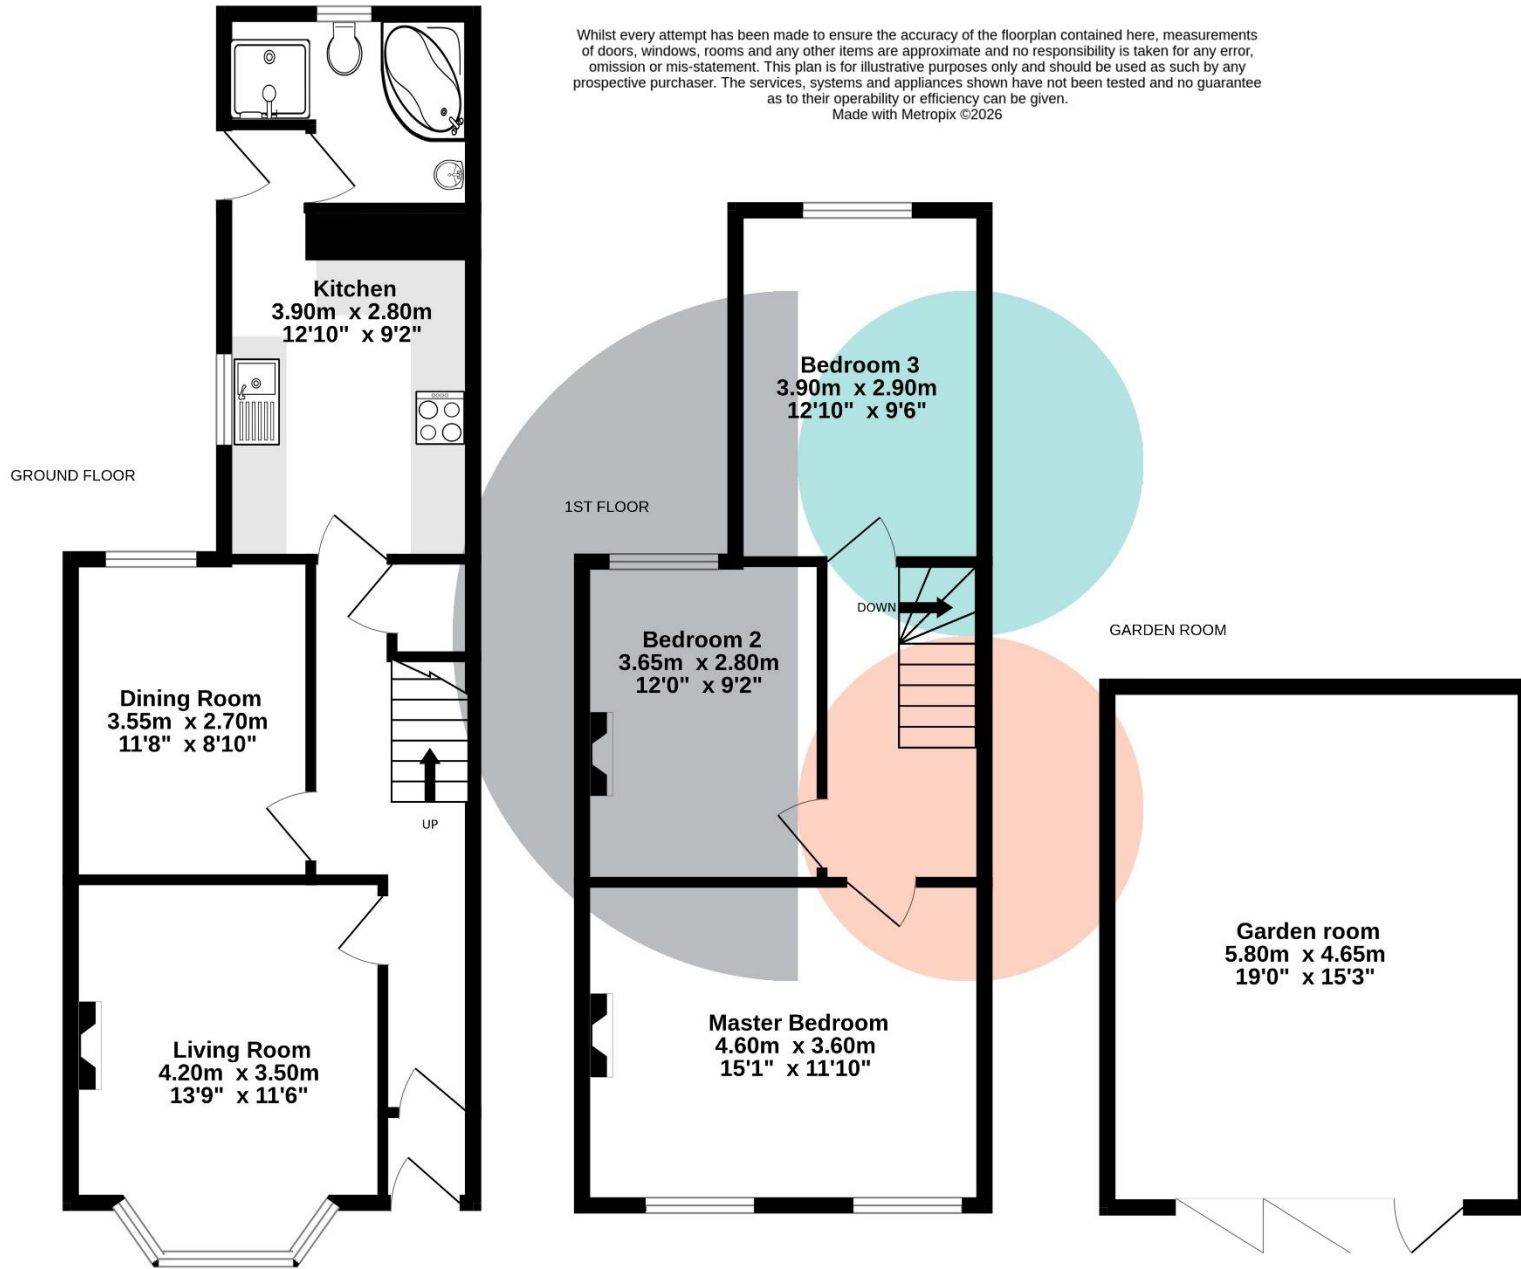 Whilst every attempt has been made to ensure the accuracy of the floorplan contained here, measurements
of doors, windows, rooms and any other items are approximate and no responsibility is taken for any error,
omission or mis-statement. This plan is for illustrative purposes only and should be used as such by any
prospective purchaser. The services, systems and appliances shown have not been tested and no guarantee
as to their operability or efficiency can be given.
Made with Metropix ©2026
GROUND FLOOR
Kitchen
3.90m x 2.80m
12'10" x 9'2"
Dining Room
3.55m x 2.70m
11'8" x 8'10"
UP
Living Room
4.20m x 3.50m
13'9" x 11'6"
1ST FLOOR
Bedroom 3
3.90m x 2.90m
12'10" x 9'6"
DOWN
Bedroom 2
3.65m x 2.80m
12'0" x 9'2"
Master Bedroom
4.60m x 3.60m
15'1" x 11'10"
GARDEN ROOM
Garden room
5.80m x 4.65m
19'0" x 15'3"